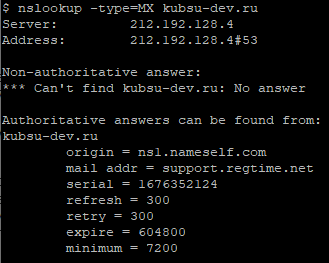 $ nslookup -type=MX kubsu-dev.ru
Server:         212.192.128.4
Address:        212.192.128.4#53

Non-authoritative answer:
*** Can't find kubsu-dev.ru: No answer

Authoritative answers can be found from:
kubsu-dev.ru
        origin = ns1.nameself.com
        mail addr = support.regtime.net
        serial = 1676352124
        refresh = 300
        retry = 300
        expire = 604800
        minimum = 7200